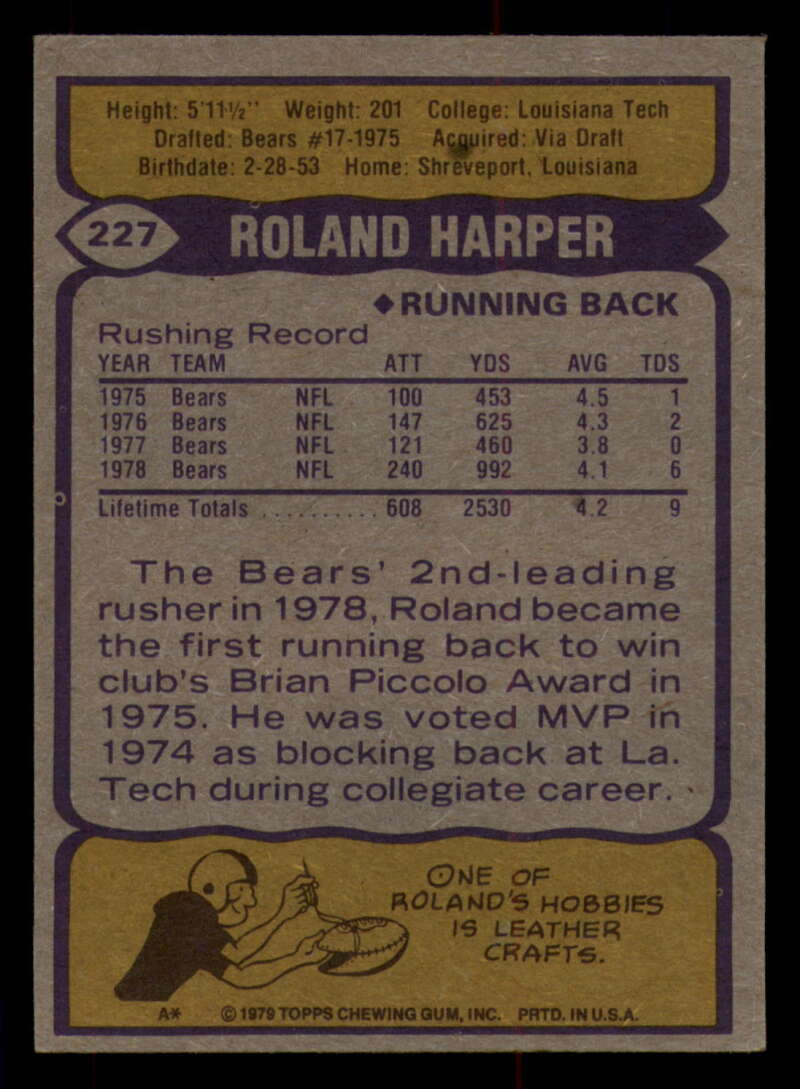 Height: 5'11½" Weight: 201 College: Louisiana Tech
Drafted: Bears #17-1975 Acquired: Via Draft
Birthdate: 2-28-53 Home: Shreveport, Louisiana
227 ROLAND HARPER
◆RUNNING BACK
Rushing Record
YEAR TEAM ATT YDS AVG TDS
1975 Bears NFL 100 453 4.5 1
1976 Bears NFL 147 625 4.3 2
1977 Bears NFL 121 460 3.8 0
1978 Bears NFL 240 992 4.1 6
Lifetime Totals .......... 608 2530 4.2 9
The Bears' 2nd-leading
rusher in 1978, Roland became
the first running back to win
club's Brian Piccolo Award in
1975. He was voted MVP in
1974 as blocking back at La.
Tech during collegiate career.
ONE OF
ROLAND'S HOBBIES
IS LEATHER
CRAFTS.
A* © 1979 TOPPS CHEWING GUM, INC. PRTD. IN U.S.A.